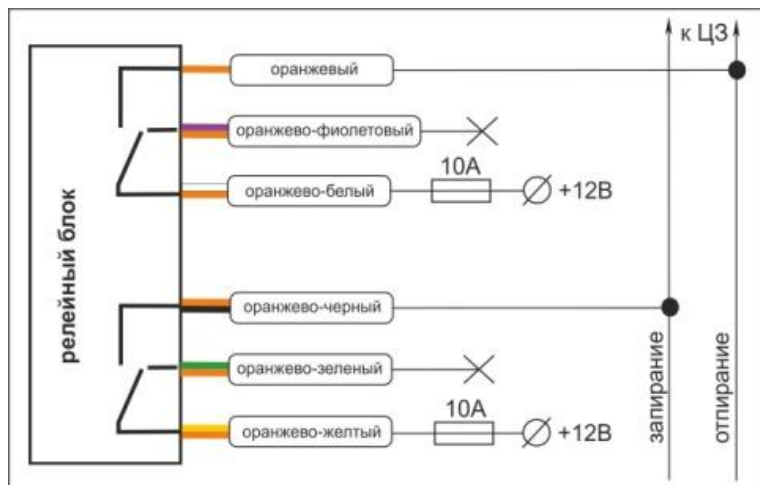 к ЦЗ
оранжевый
оранжево-фиолетовый
10А
оранжево-белый
+12В
релейный блок
оранжево-черный
запирание
отпирание
оранжево-зеленый
10А
оранжево-желтый
+12В